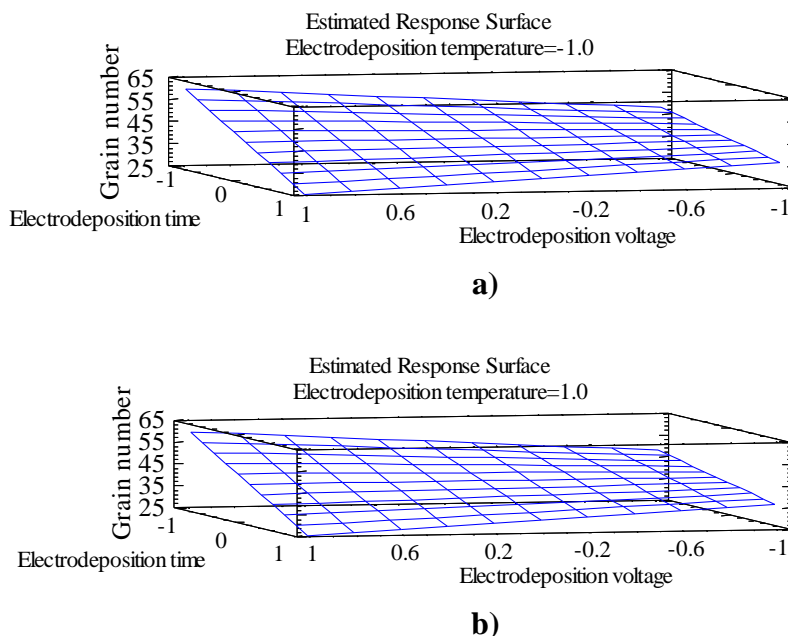 Estimated Response Surface
Electrodeposition temperature=-1.0
Grain number
65
55
45
35
25
-1
0
1
Electrodeposition time
1
0.6
0.2
-0.2
-0.6
-1
Electrodeposition voltage
a)
Estimated Response Surface
Electrodeposition temperature=1.0
Grain number
65
55
45
35
25
-1
0
1
Electrodeposition time
1
0.6
0.2
-0.2
-0.6
-1
Electrodeposition voltage
b)